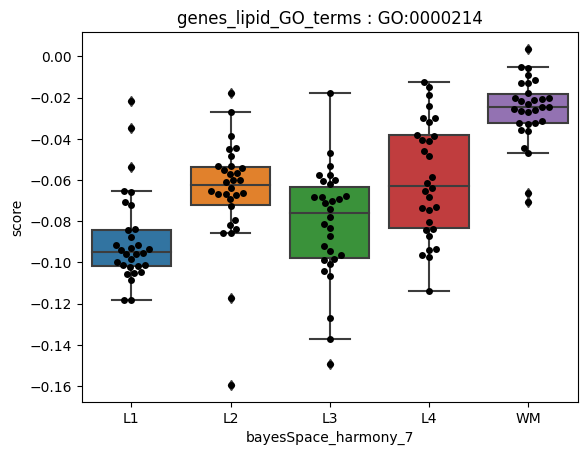 genes_lipid_GO_terms : GO:0000214
0.00
−0.02
−0.04
−0.06
−0.08
−0.10
−0.12
−0.14
−0.16
score
L1 L2 L3 L4 WM
bayesSpace_harmony_7